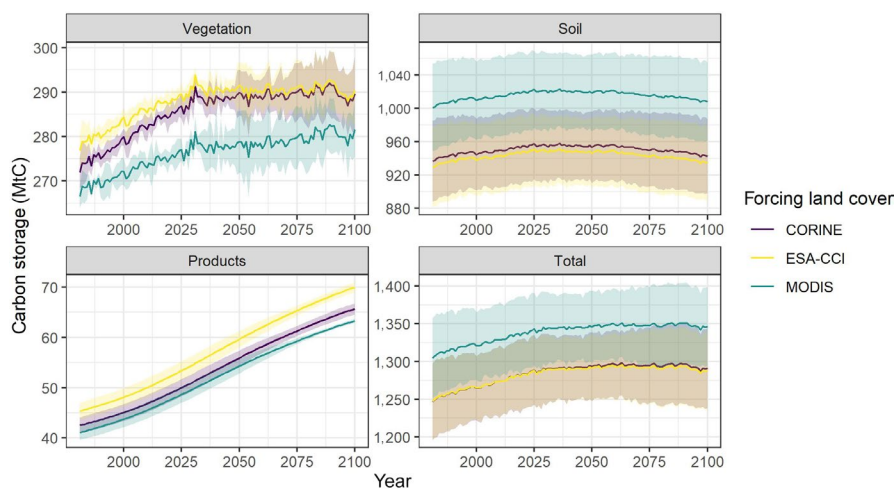 Vegetation
Soil
300
290
280
270
1,040
1,000
960
920
880
2000 2025 2050 2075 2100
2000 2025 2050 2075 2100
Carbon storage (MtC)
Products
Total
70
60
50
40
1,400
1,350
1,300
1,250
1,200
2000 2025 2050 2075 2100
2000 2025 2050 2075 2100
Year
Forcing land cover
CORINE
ESA-CCI
MODIS